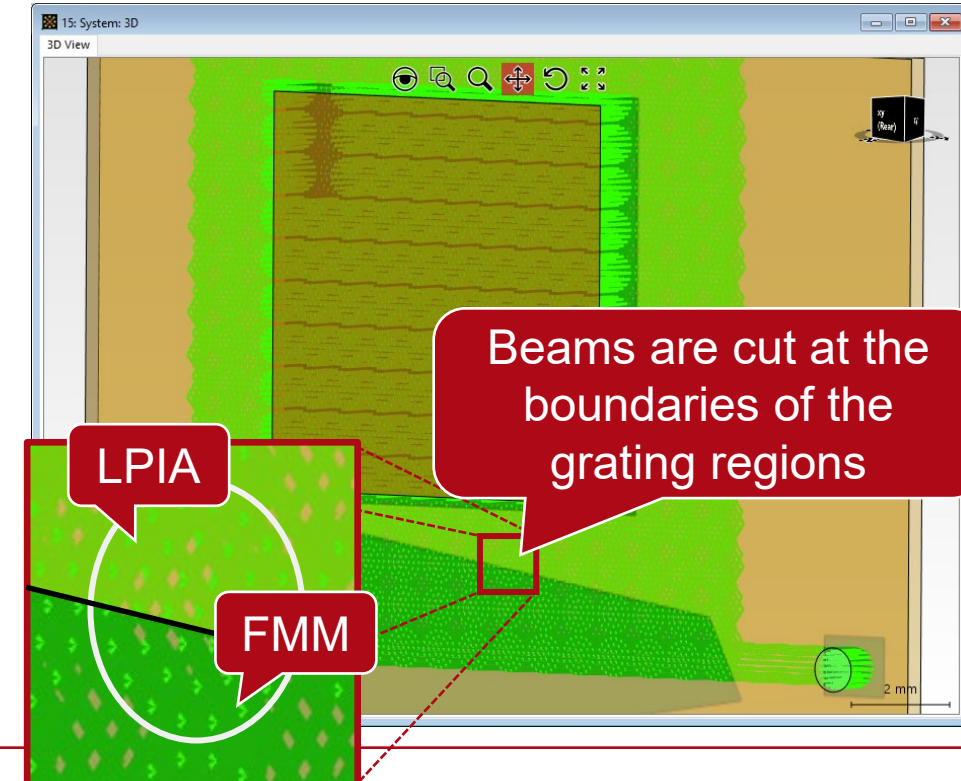 15: System: 3D
3D View
xy
(Rear)
Beams are cut at the
boundaries of the
grating regions
LPIA
FMM
2 mm